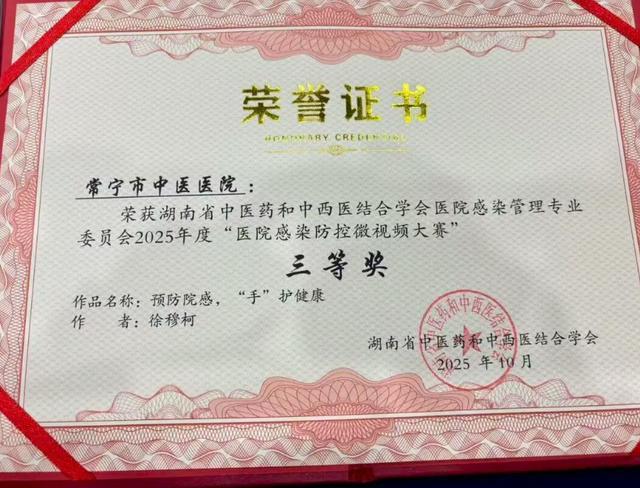 荣誉证书
HONORARY CREDENTIAL
常宁市中医医院：
荣获湖南省中医药和中西医结合学会医院感染管理专业
委员会2025年度“医院感染防控微视频大赛”
三等奖
作品名称：预防院感，“手”护健康
作 者：徐穆柯
湖南省中医药和中西医结合学会
2025 年10月